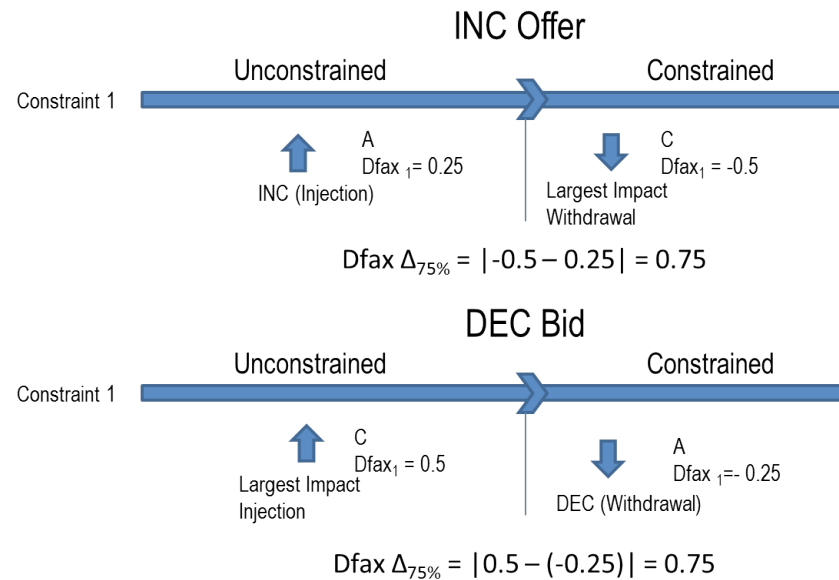 INC Offer
Unconstrained
Constrained
Constraint 1
A
Dfax 1= 0.25
INC (Injection)
C
Dfax1 = -0.5
Largest Impact
Withdrawal
Dfax Δ75% = |-0.5 – 0.25| = 0.75
DEC Bid
Unconstrained
Constrained
Constraint 1
C
Dfax1 = 0.5
Largest Impact
Injection
A
Dfax 1=- 0.25
DEC (Withdrawal)
Dfax Δ75% = |0.5 – (-0.25)| = 0.75